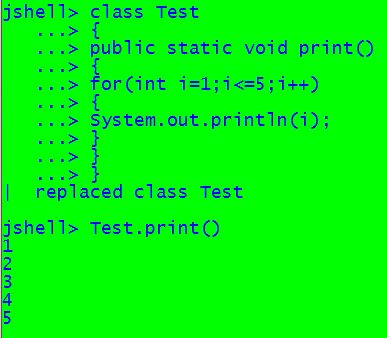 jshell> class Test
...> {
...> public static void print()
...> {
...> for(int i=1;i<=5;i++)
...> {
...> System.out.println(i);
...> }
...> }
...> }
|  replaced class Test
jshell> Test.print()
1
2
3
4
5